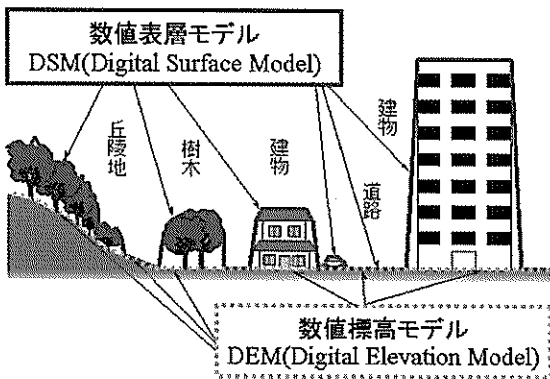 数値表層モデル
DSM(Digital Surface Model)
丘陵地
樹木
建物
道路
建物
数値標高モデル
DEM(Digital Elevation Model)